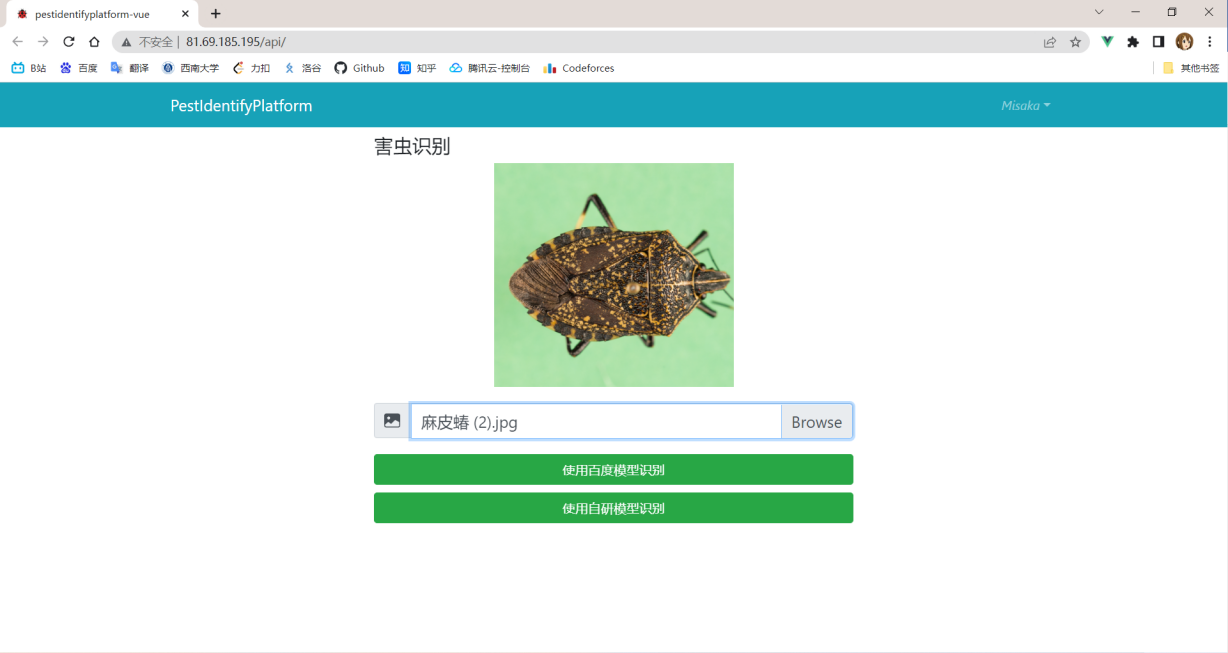 pestidentifyplatform-vue
不安全 | 81.69.185.195/api/
B站 百度 翻译 西南大学 力扣 洛谷 Github 知乎 腾讯云-控制台 Codeforces 其他书签
PestIdentifyPlatform Misaka
害虫识别
麻皮蝽 (2).jpg Browse
使用百度模型识别
使用自研模型识别